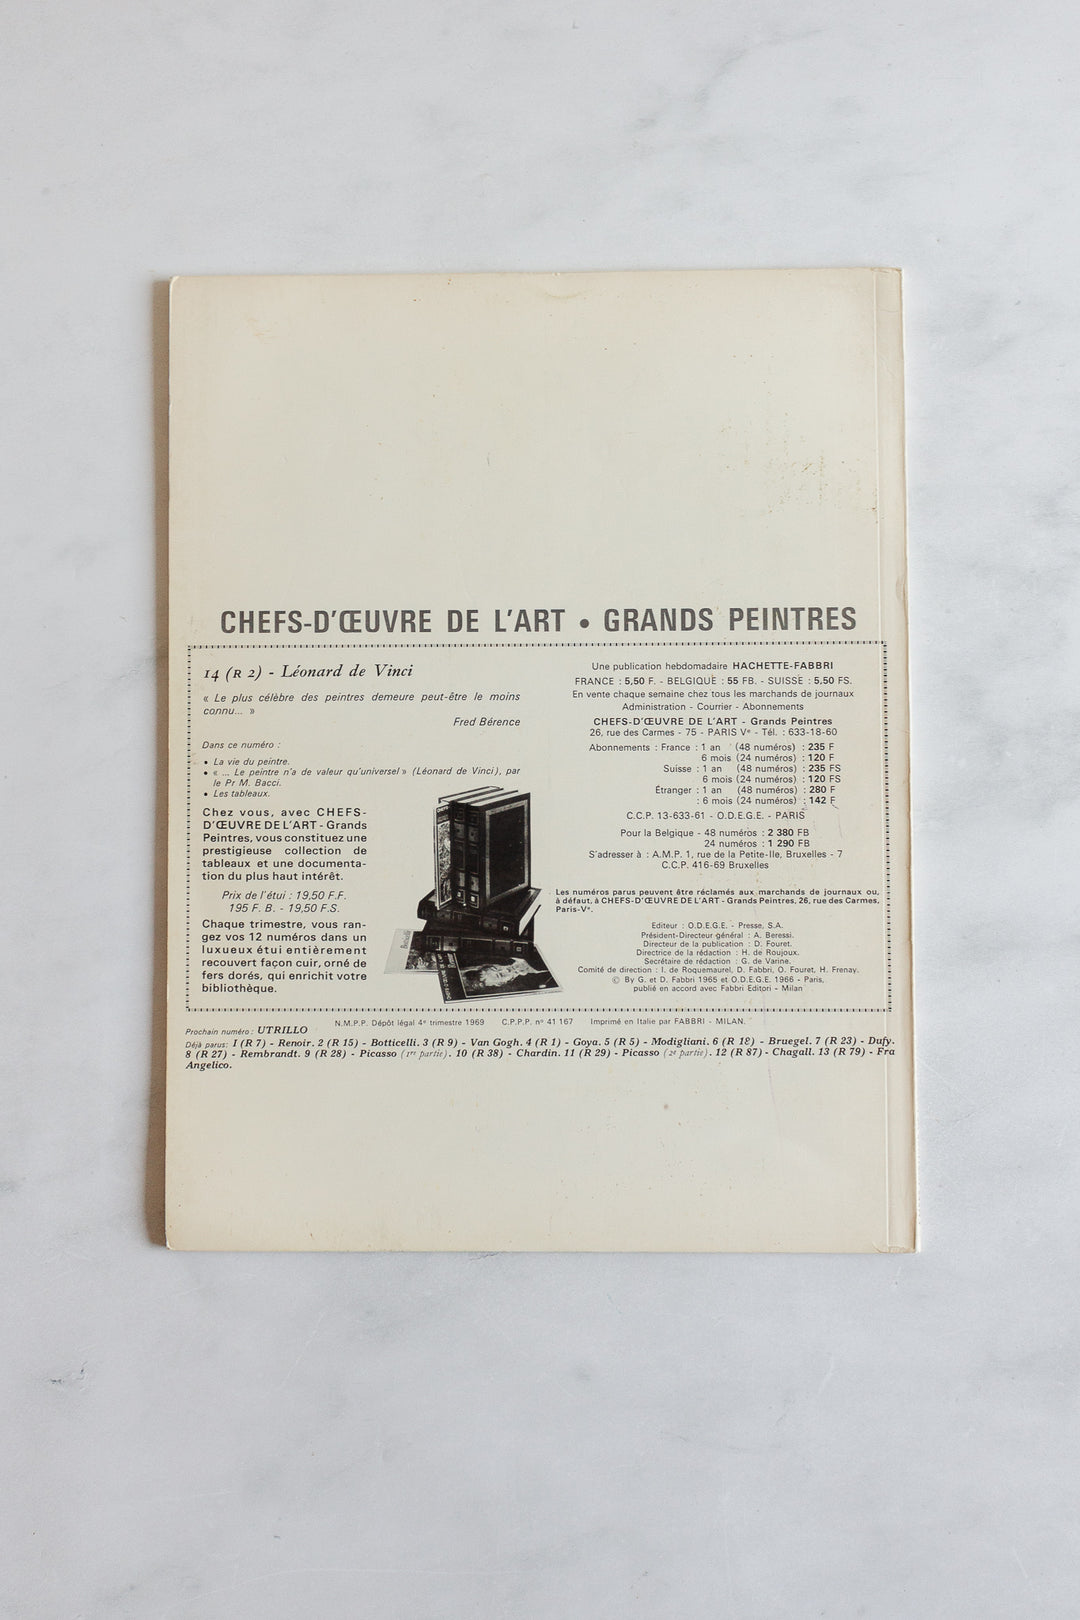 CHEFS-D'ŒUVRE DE L'ART • GRANDS PEINTRES
14 (R 2) - Léonard de Vinci
« Le plus célèbre des peintres demeure peut-être le moins
connu... »
Fred Bérence
Dans ce numéro :
• La vie du peintre.
• « ... Le peintre n'a de valeur qu'universel » (Léonard de Vinci), par
le Pr M. Bacci.
• Les tableaux.
Chez vous, avec CHEFS-
D'ŒUVRE DE L'ART - Grands
Peintres, vous constituez une
prestigieuse collection de
tableaux et une documenta-
tion du plus haut intérêt.
Prix de l'étui : 19,50 F.F.
195 F. B. - 19,50 F.S.
Chaque trimestre, vous ran-
gez vos 12 numéros dans un
luxueux étui entièrement
recouvert façon cuir, orné de
fers dorés, qui enrichit votre
bibliothèque.
Une publication hebdomadaire HACHETTE-FABBRI
FRANCE : 5,50 F. - BELGIQUE : 55 FB. - SUISSE : 5,50 FS.
En vente chaque semaine chez tous les marchands de journaux
Administration - Courrier - Abonnements
CHEFS-D'ŒUVRE DE L'ART - Grands Peintres
26, rue des Carmes - 75 - PARIS Ve - Tél. : 633-18-60
Abonnements : France : 1 an (48 numéros) : 235 F
6 mois (24 numéros) : 120 F
Suisse : 1 an (48 numéros) : 235 FS
6 mois (24 numéros) : 120 FS
Étranger : 1 an (48 numéros) : 280 F
: 6 mois (24 numéros) : 142 F
C.C.P. 13-633-61 - O.D.E.G.E. - PARIS
Pour la Belgique - 48 numéros : 2 380 FB
24 numéros : 1 290 FB
S'adresser à : A.M.P. 1, rue de la Petite-Ile, Bruxelles - 7
C.C.P. 416-69 Bruxelles
Les numéros parus peuvent être réclamés aux marchands de journaux ou,
à défaut, à CHEFS-D'ŒUVRE DE L'ART - Grands Peintres, 26, rue des Carmes,
Paris-Ve.
Editeur : O.D.E.G.E. - Presse, S.A.
Président-Directeur général : A. Beressi.
Directeur de la publication : D. Fouret.
Directrice de la rédaction : H. de Roujoux.
Secrétaire de rédaction : G. de Varine.
Comité de direction : I. de Roquemaurel, D. Fabbri, O. Fouret, H. Frenay.
© By G. et D. Fabbri 1965 et O.D.E.G.E. 1966 - Paris,
publié en accord avec Fabbri Editori - Milan
N.M.P.P. Dépôt légal 4e trimestre 1969 C.P.P.P. no 41 167 Imprimé en Italie par FABBRI - MILAN.
Prochain numéro : UTRILLO
Déjà parus: 1 (R 7) - Renoir. 2 (R 15) - Botticelli. 3 (R 9) - Van Gogh. 4 (R 1) - Goya. 5 (R 5) - Modigliani. 6 (R 18) - Bruegel. 7 (R 23) - Dufy.
8 (R 27) - Rembrandt. 9 (R 28) - Picasso (1re partie). 10 (R 38) - Chardin. 11 (R 29) - Picasso (2e partie). 12 (R 87) - Chagall. 13 (R 79) - Fra
Angelico.